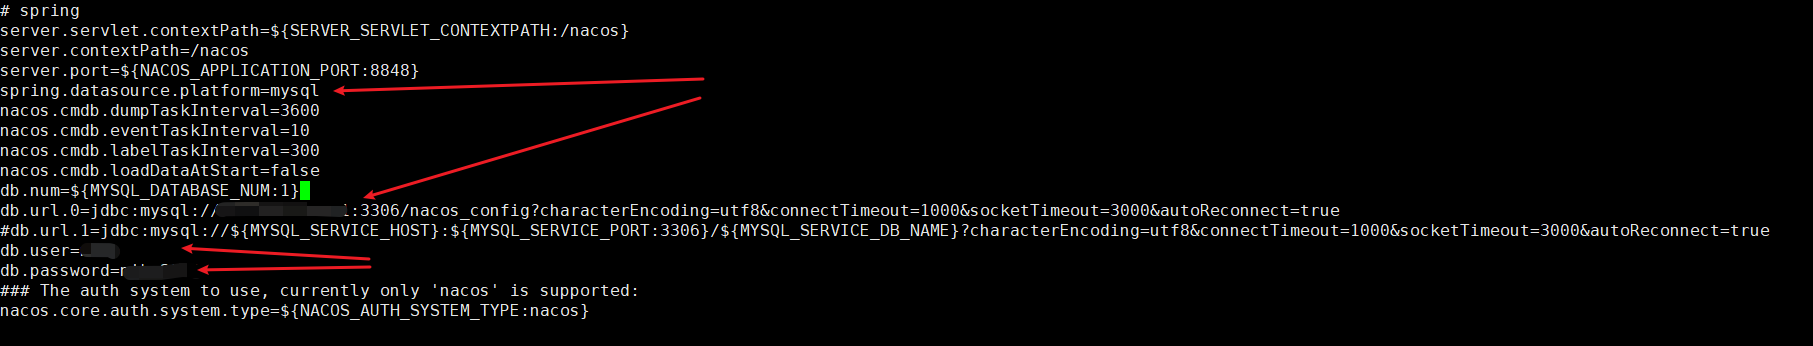 # spring
server.servlet.contextPath=${SERVER_SERVLET_CONTEXTPATH:/nacos}
server.contextPath=/nacos
server.port=${NACOS_APPLICATION_PORT:8848}
spring.datasource.platform=mysql
nacos.cmdb.dumpTaskInterval=3600
nacos.cmdb.eventTaskInterval=10
nacos.cmdb.labelTaskInterval=300
nacos.cmdb.loadDataAtStart=false
db.num=${MYSQL_DATABASE_NUM:1}
db.url.0=jdbc:mysql:// :3306/nacos_config?characterEncoding=utf8&connectTimeout=1000&socketTimeout=3000&autoReconnect=true
#db.url.1=jdbc:mysql://${MYSQL_SERVICE_HOST}:${MYSQL_SERVICE_PORT:3306}/${MYSQL_SERVICE_DB_NAME}?characterEncoding=utf8&connectTimeout=1000&socketTimeout=3000&autoReconnect=true
db.user=
db.password=
### The auth system to use, currently only 'nacos' is supported:
nacos.core.auth.system.type=${NACOS_AUTH_SYSTEM_TYPE:nacos}